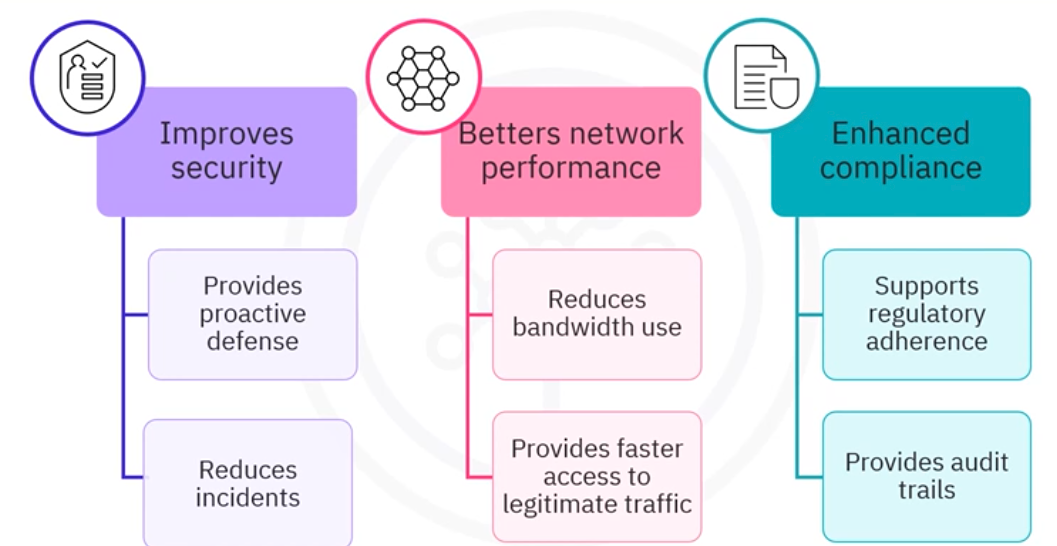 Improves
security
Provides
proactive
defense
Reduces
incidents
Betters network
performance
Reduces
bandwidth use
Provides faster
access to
legitimate traffic
Enhanced
compliance
Supports
regulatory
adherence
Provides audit
trails